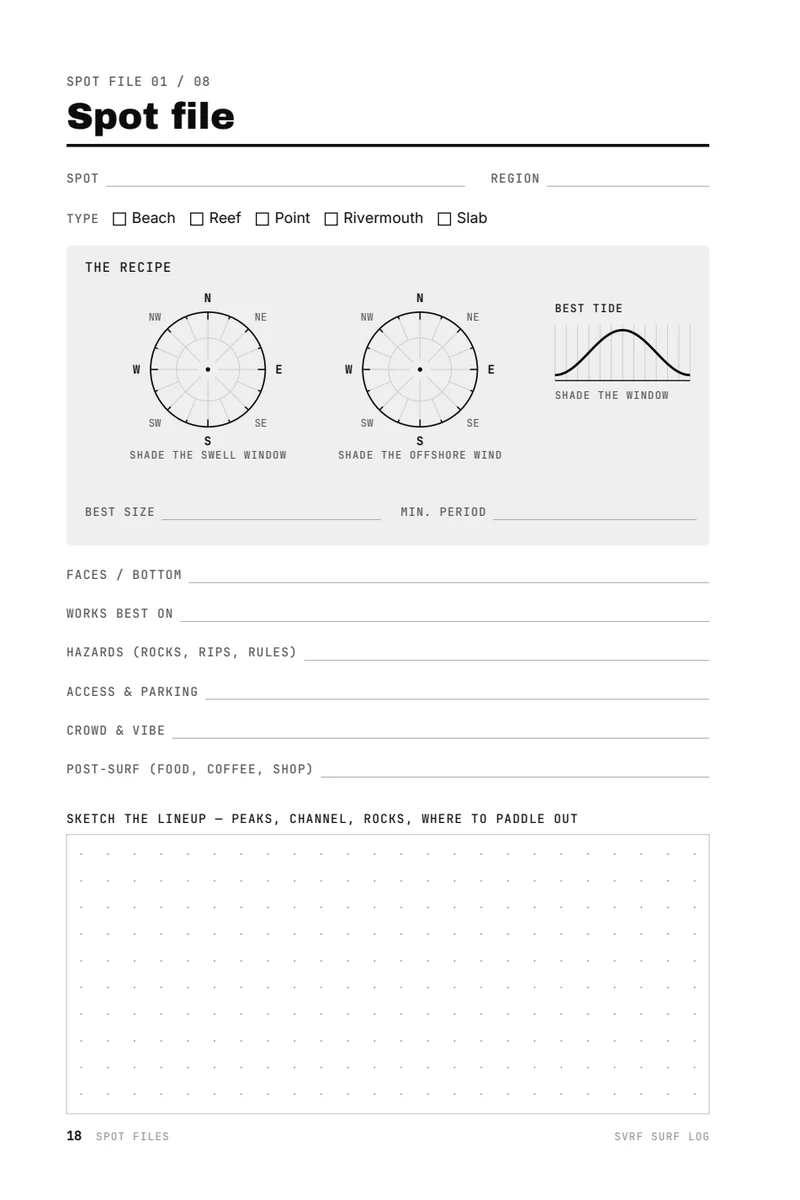 SPOT FILE 01 / 08
Spot file
SPOT
REGION
TYPE Beach Reef Point Rivermouth Slab
THE RECIPE
N
NW NE
W E
SW SE
S
SHADE THE SWELL WINDOW
N
NW NE
W E
SW SE
S
SHADE THE OFFSHORE WIND
BEST TIDE
SHADE THE WINDOW
BEST SIZE
MIN. PERIOD
FACES / BOTTOM
WORKS BEST ON
HAZARDS (ROCKS, RIPS, RULES)
ACCESS & PARKING
CROWD & VIBE
POST-SURF (FOOD, COFFEE, SHOP)
SKETCH THE LINEUP — PEAKS, CHANNEL, ROCKS, WHERE TO PADDLE OUT
18 SPOT FILES
SVRF SURF LOG